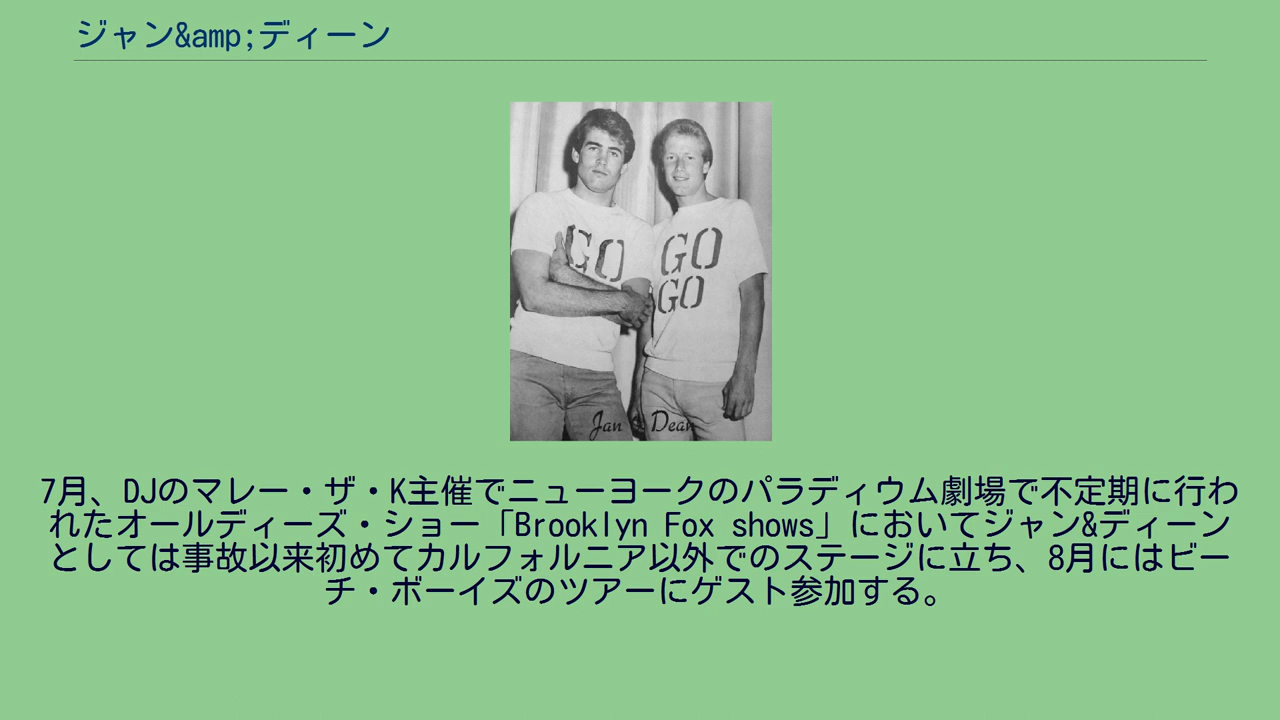 ジャン&amp;ディーン
GO
GO
GO
Jan & Dean
7月、DJのマレー・ザ・K主催でニューヨークのパラディウム劇場で不定期に行わ
れたオールディーズ・ショー「Brooklyn Fox shows」においてジャン&ディーン
としては事故以来初めてカルフォルニア以外でのステージに立ち、8月にはビー
チ・ボーイズのツアーにゲスト参加する。